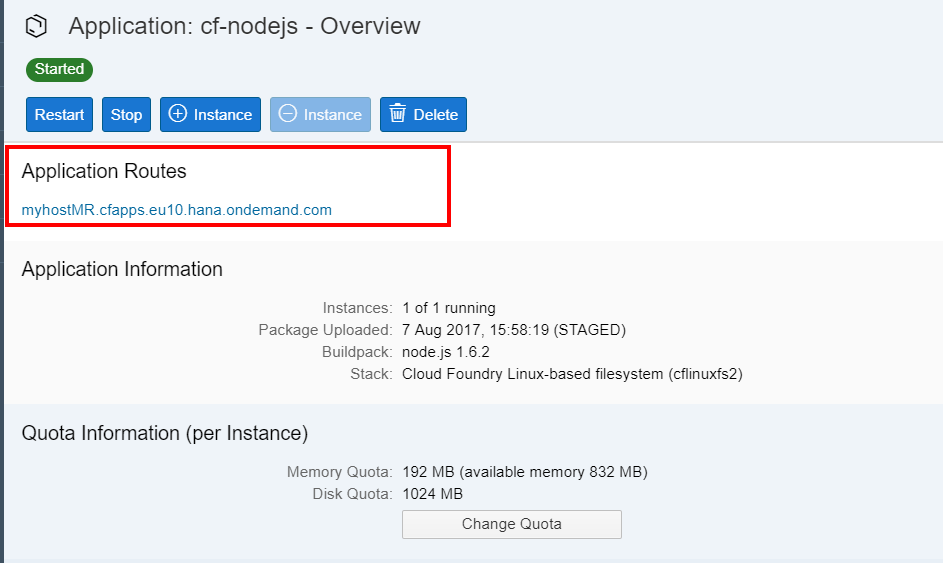 Application: cf-nodejs - Overview
Started
Restart Stop Instance Instance Delete
Application Routes
myhostMR.cfapps.eu10.hana.ondemand.com
Application Information
Instances: 1 of 1 running
Package Uploaded: 7 Aug 2017, 15:58:19 (STAGED)
Buildpack: node.js 1.6.2
Stack: Cloud Foundry Linux-based filesystem (cflinuxfs2)
Quota Information (per Instance)
Memory Quota: 192 MB (available memory 832 MB)
Disk Quota: 1024 MB
Change Quota